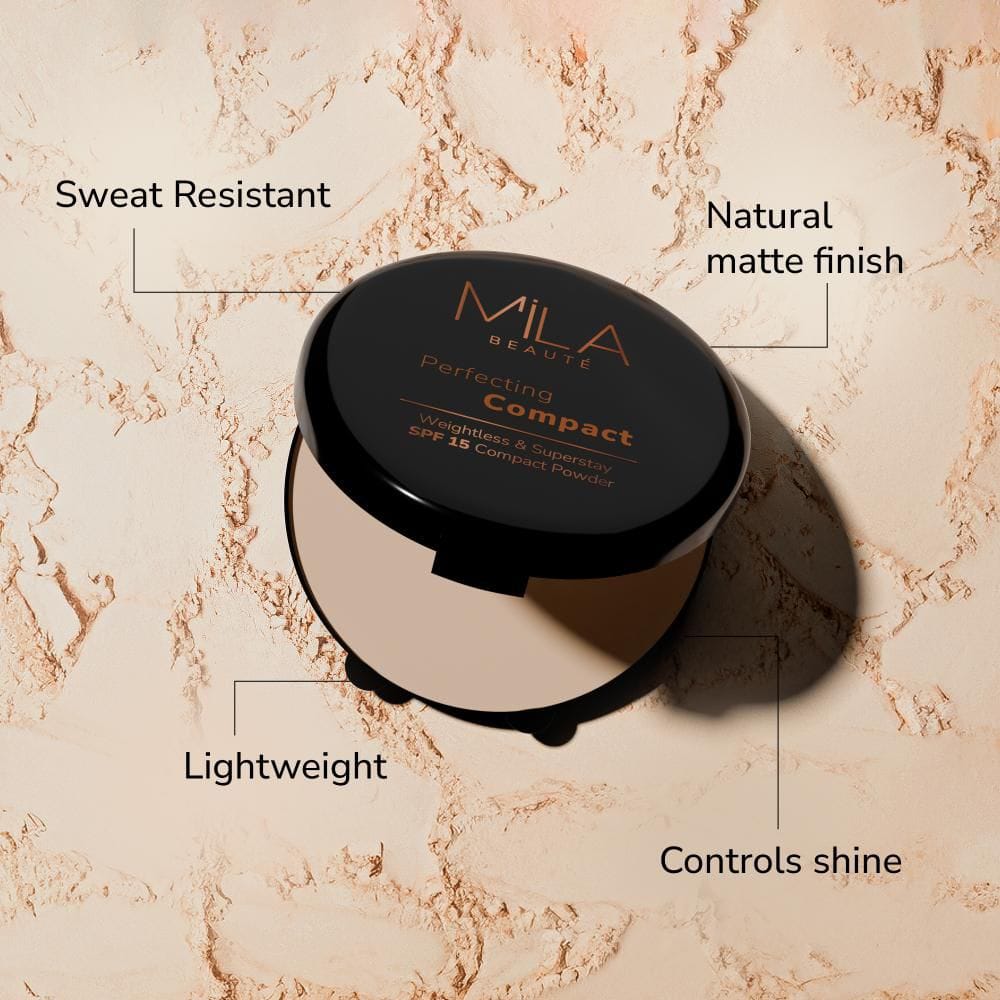 Sweat Resistant
Natural
matte finish
MiLA
BEAUTÉ
Perfecting
Compact
Weightless & Superstay
SPF 15 Compact Powder
Lightweight
Controls shine